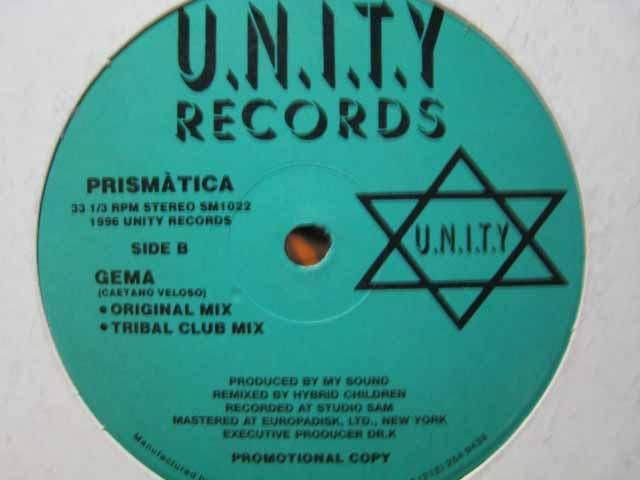 U.N.I.T.Y
RECORDS
PRISMÀTICA
33 1/3 RPM STEREO SM1022
1996 UNITY RECORDS
SIDE B
GEMA
(CAETANO VELOSO)
• ORIGINAL MIX
• TRIBAL CLUB MIX
U.N.I.T.Y
PRODUCED BY MY SOUND
REMIXED BY HYBRID CHILDREN
RECORDED AT STUDIO SAM
MASTERED AT EUROPADISK, LTD., NEW YORK
EXECUTIVE PRODUCER DR.K
PROMOTIONAL COPY
Manufactured